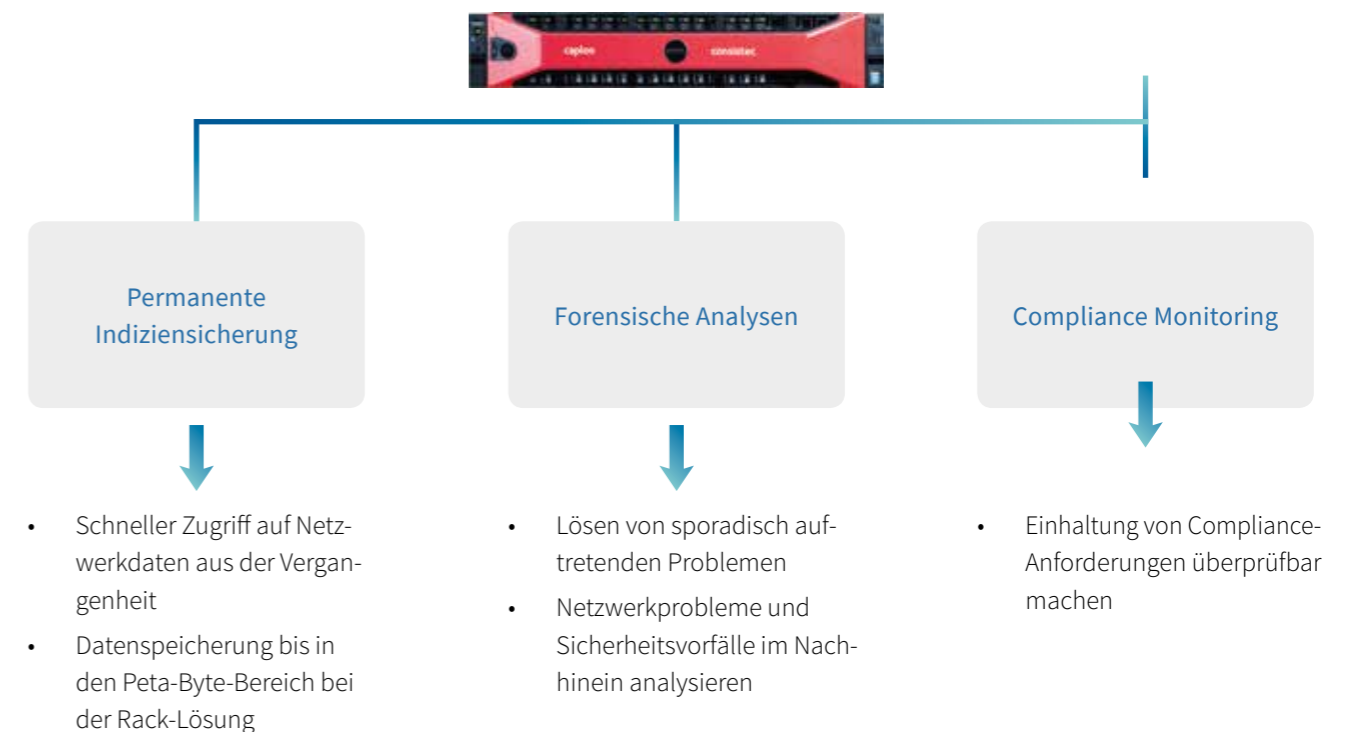 caplon
consistec
Permanente
Indiziensicherung
Schneller Zugriff auf Netz-
werkdaten aus der Vergan-
genheit
Datenspeicherung bis in
den Peta-Byte-Bereich bei
der Rack-Lösung
Forensische Analysen
Lösen von sporadisch auf-
tretenden Problemen
Netzwerkprobleme und
Sicherheitsvorfälle im Nach-
hinein analysieren
Compliance Monitoring
Einhaltung von Compliance-
Anforderungen überprüfbar
machen